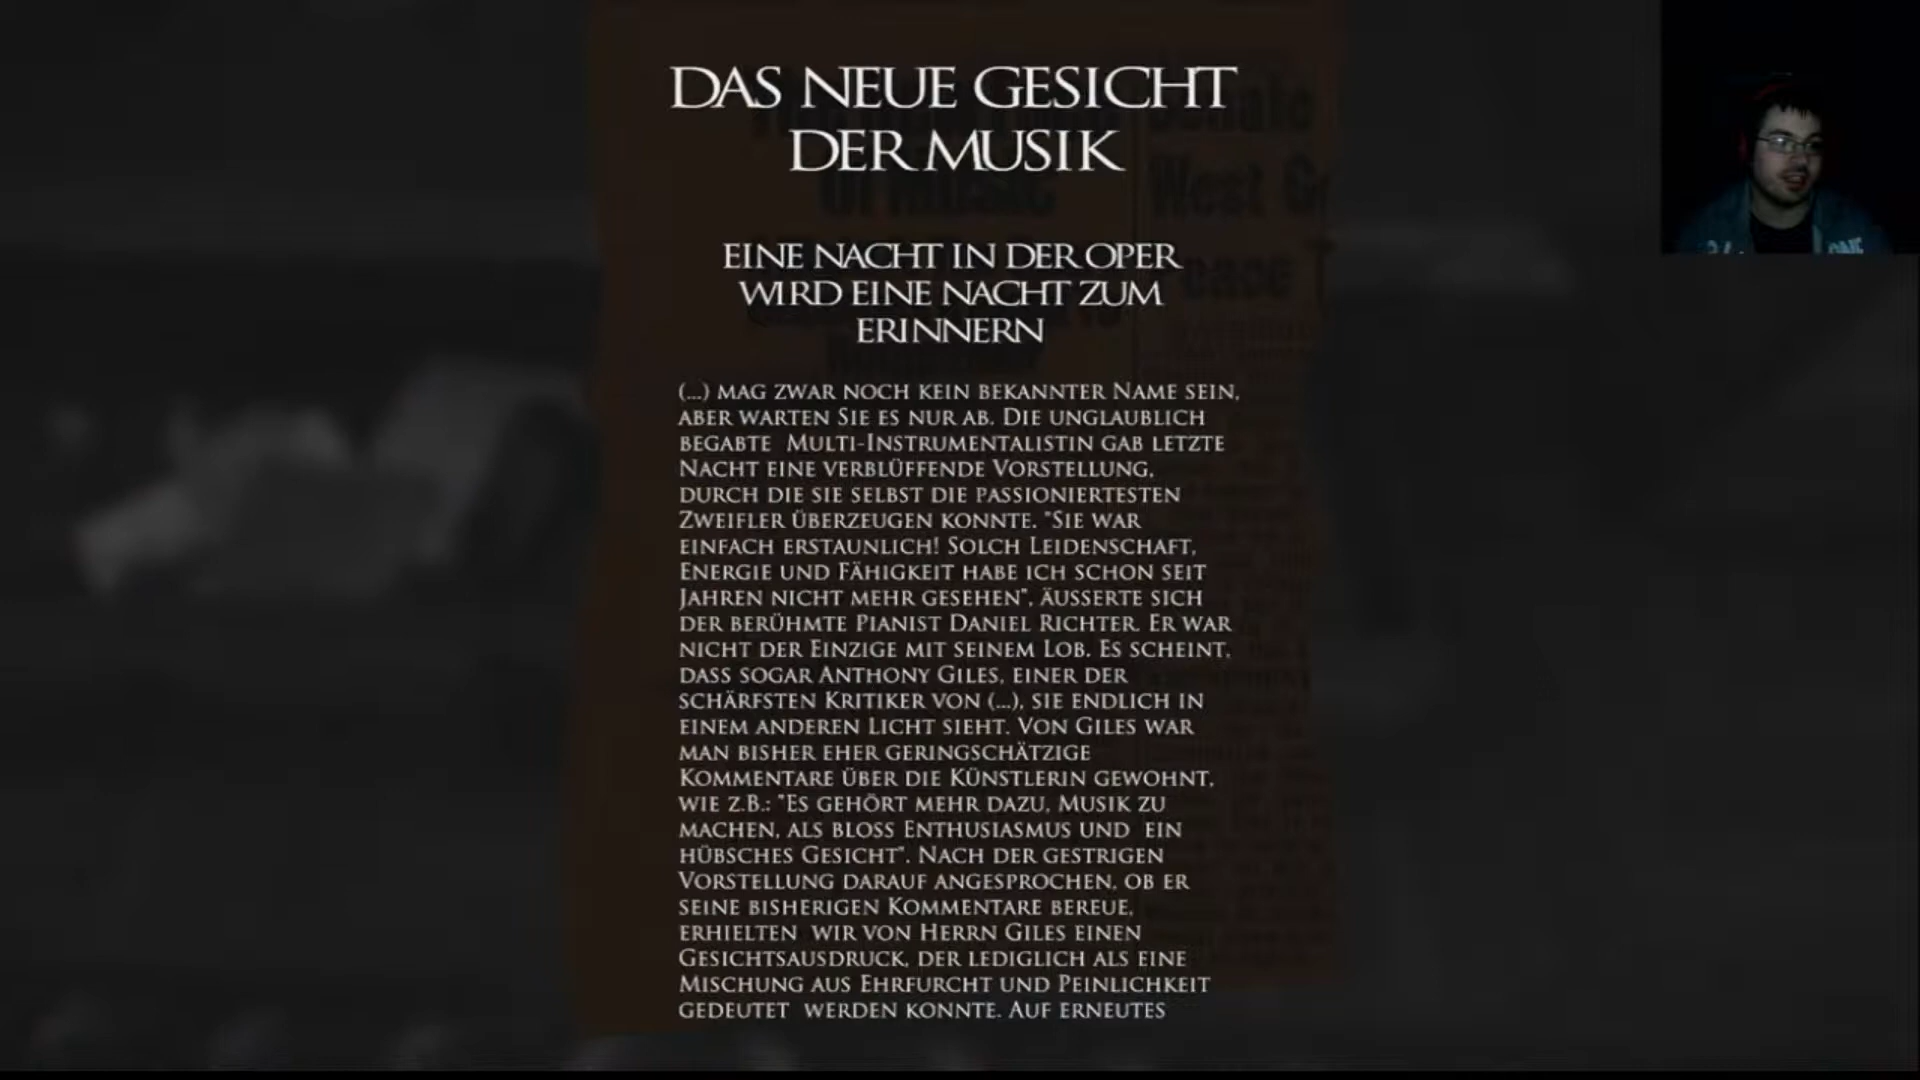 DAS NEUE GESICHT
DER MUSIK
EINE NACHT IN DER OPER
WIRD EINE NACHT ZUM
ERINNERN
(...) MAG ZWAR NOCH KEIN BEKANNTER NAME SEIN,
ABER WARTEN SIE ES NUR AB. DIE UNGLAUBLICH
BEGABTE MULTI-INSTRUMENTALISTIN GAB LETZTE
NACHT EINE VERBLÜFFENDE VORSTELLUNG,
DURCH DIE SIE SELBST DIE PASSIONIERTESTEN
ZWEIFLER ÜBERZEUGEN KONNTE. "SIE WAR
EINFACH ERSTAUNLICH! SOLCH LEIDENSCHAFT,
ENERGIE UND FÄHIGKEIT HABE ICH SCHON SEIT
JAHREN NICHT MEHR GESEHEN", ÄUSSERTE SICH
DER BERÜHMTE PIANIST DANIEL RICHTER. ER WAR
NICHT DER EINZIGE MIT SEINEM LOB. ES SCHEINT,
DASS SOGAR ANTHONY GILES, EINER DER
SCHÄRFSTEN KRITIKER VON (...), SIE ENDLICH IN
EINEM ANDEREN LICHT SIEHT. VON GILES WAR
MAN BISHER EHER GERINGSCHÄTZIGE
KOMMENTARE ÜBER DIE KÜNSTLERIN GEWOHNT,
WIE Z.B.: "ES GEHÖRT MEHR DAZU, MUSIK ZU
MACHEN, ALS BLOSS ENTHUSIASMUS UND EIN
HÜBSCHES GESICHT". NACH DER GESTRIGEN
VORSTELLUNG DARAUF ANGESPROCHEN, OB ER
SEINE BISHERIGEN KOMMENTARE BEREUE,
ERHIELTEN WIR VON HERRN GILES EINEN
GESICHTSAUSDRUCK, DER LEDIGLICH ALS EINE
MISCHUNG AUS EHRFURCHT UND PEINLICHKEIT
GEDEUTET WERDEN KONNTE. AUF ERNEUTES
West
Peace